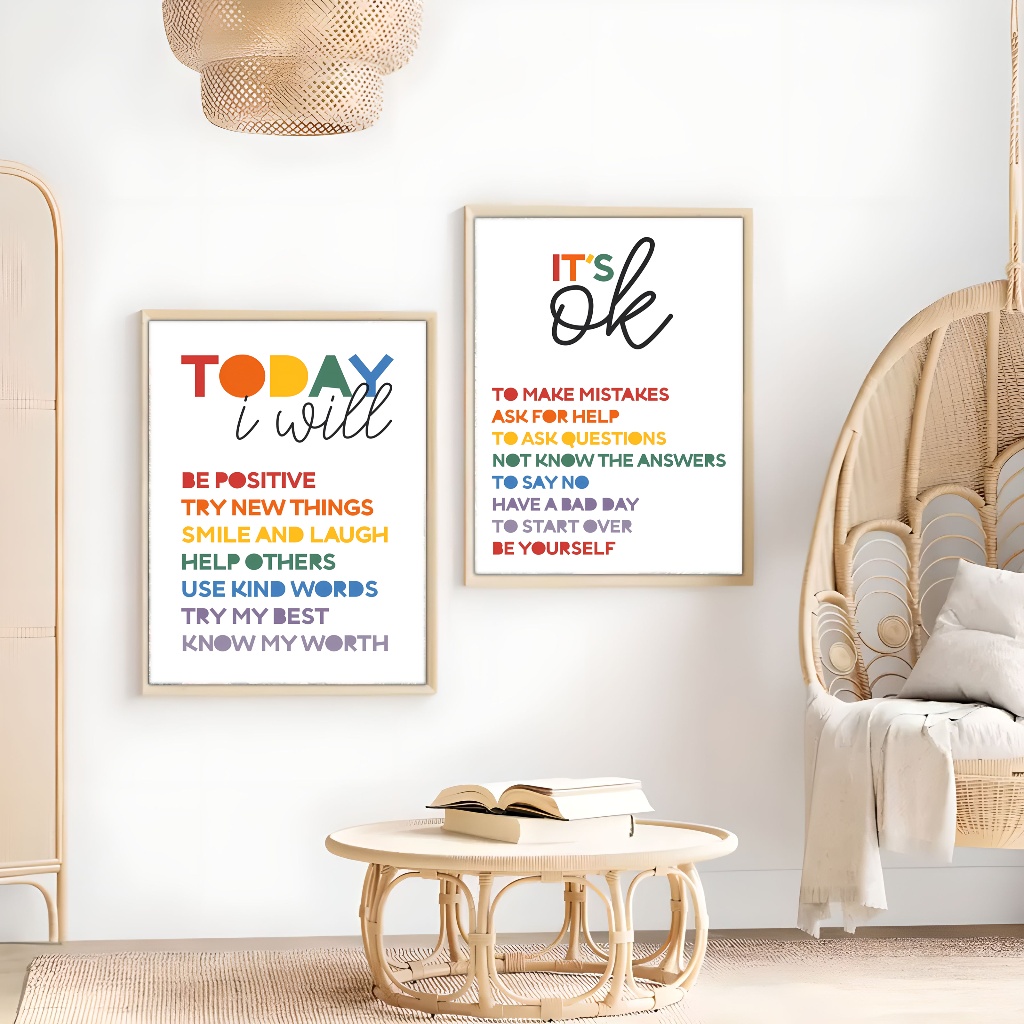 TODAY
i will
BE POSITIVE
TRY NEW THINGS
SMILE AND LAUGH
HELP OTHERS
USE KIND WORDS
TRY MY BEST
KNOW MY WORTH
IT'S
ok
TO MAKE MISTAKES
ASK FOR HELP
TO ASK QUESTIONS
NOT KNOW THE ANSWERS
TO SAY NO
HAVE A BAD DAY
TO START OVER
BE YOURSELF